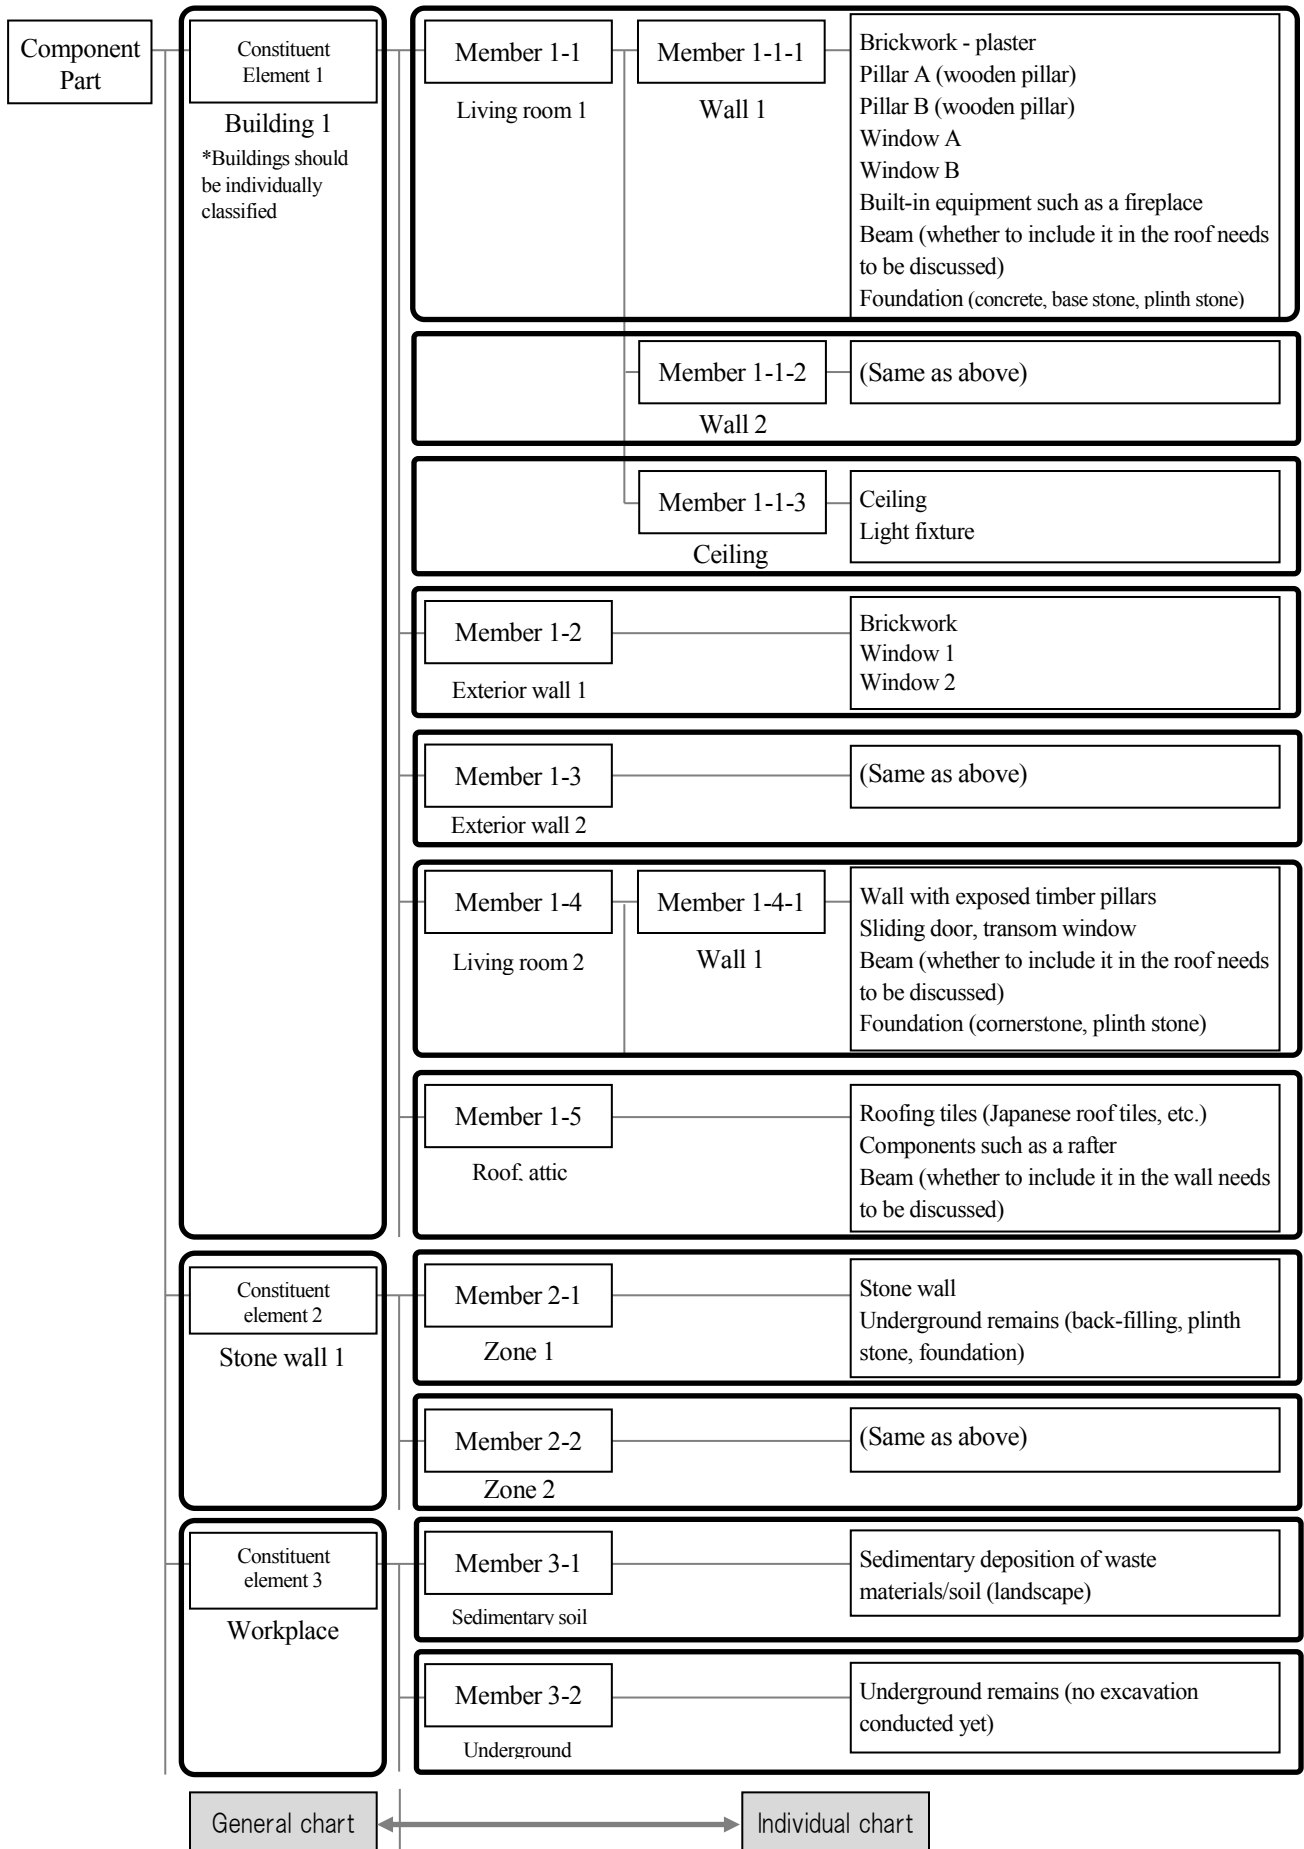 Component
Part
Constituent
Element 1
Building 1
*Buildings should
be individually
classified
Member 1-1
Living room 1
Member 1-1-1
Wall 1
Brickwork - plaster
Pillar A (wooden pillar)
Pillar B (wooden pillar)
Window A
Window B
Built-in equipment such as a fireplace
Beam (whether to include it in the roof needs
to be discussed)
Foundation (concrete, base stone, plinth stone)
Member 1-1-2
Wall 2
(Same as above)
Member 1-1-3
Ceiling
Ceiling
Light fixture
Member 1-2
Exterior wall 1
Brickwork
Window 1
Window 2
Member 1-3
Exterior wall 2
(Same as above)
Member 1-4
Living room 2
Member 1-4-1
Wall 1
Wall with exposed timber pillars
Sliding door, transom window
Beam (whether to include it in the roof needs
to be discussed)
Foundation (cornerstone, plinth stone)
Member 1-5
Roof, attic
Roofing tiles (Japanese roof tiles, etc.)
Components such as a rafter
Beam (whether to include it in the wall needs
to be discussed)
Constituent
element 2
Stone wall 1
Member 2-1
Zone 1
Stone wall
Underground remains (back-filling, plinth
stone, foundation)
Member 2-2
Zone 2
(Same as above)
Constituent
element 3
Workplace
Member 3-1
Sedimentary soil
Sedimentary deposition of waste
materials/soil (landscape)
Member 3-2
Underground
Underground remains (no excavation
conducted yet)
General chart
Individual chart